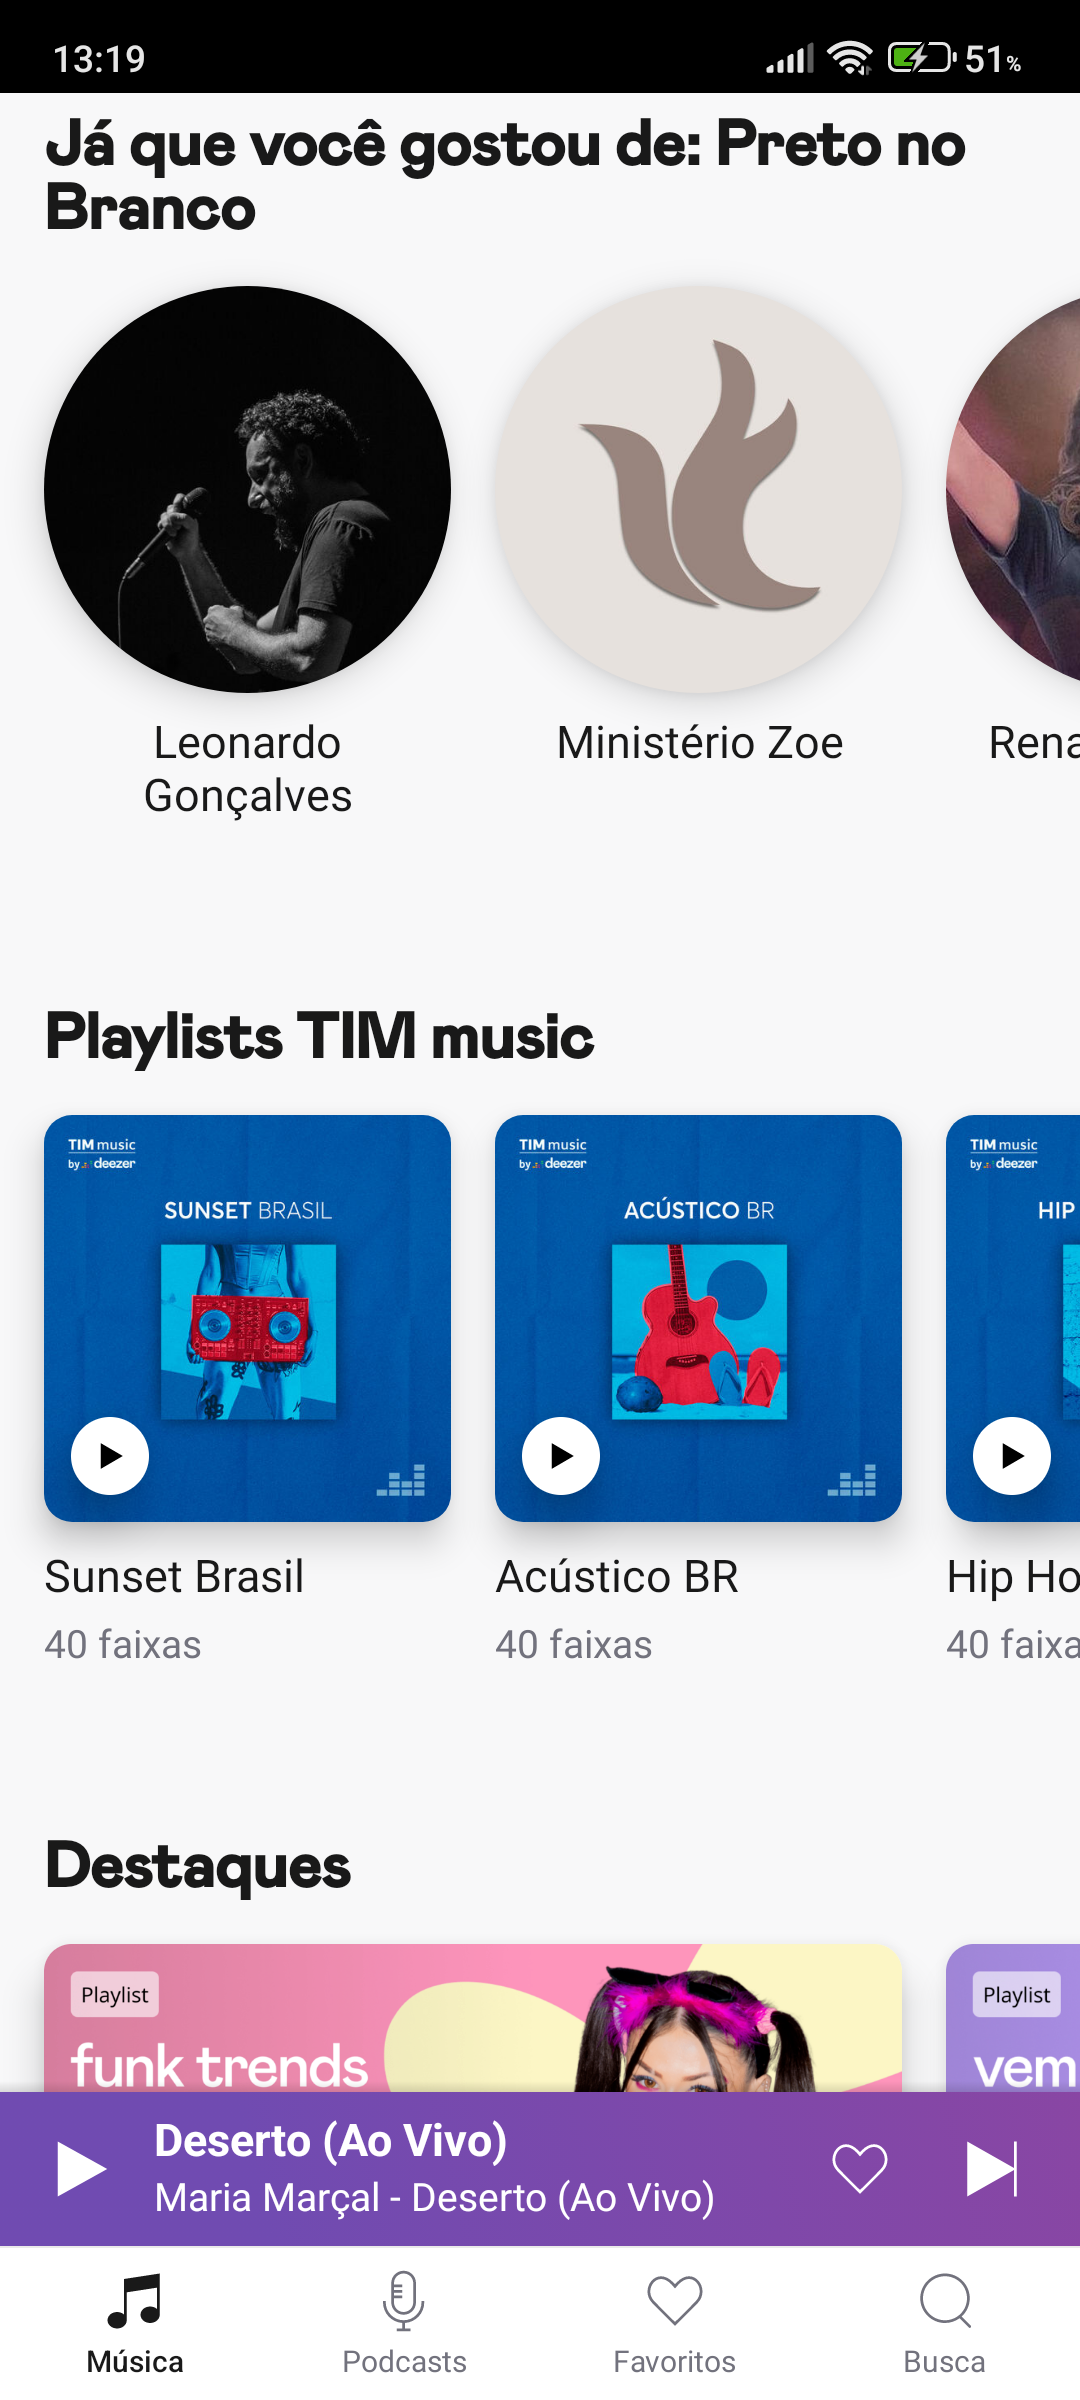 13:19
51%
Já que você gostou de: Preto no
Branco
Leonardo
Gonçalves
Ministério Zoe
Rena
Playlists TIM music
TIM music
by deezer
SUNSET BRASIL
TIM music
by deezer
ACÚSTICO BR
TIM music
by deezer
HIP
Sunset Brasil
40 faixas
Acústico BR
40 faixas
Hip Ho
40 faixa
Destaques
Playlist
funk trends
Playlist
vem
Deserto (Ao Vivo)
Maria Marçal - Deserto (Ao Vivo)
Música
Podcasts
Favoritos
Busca